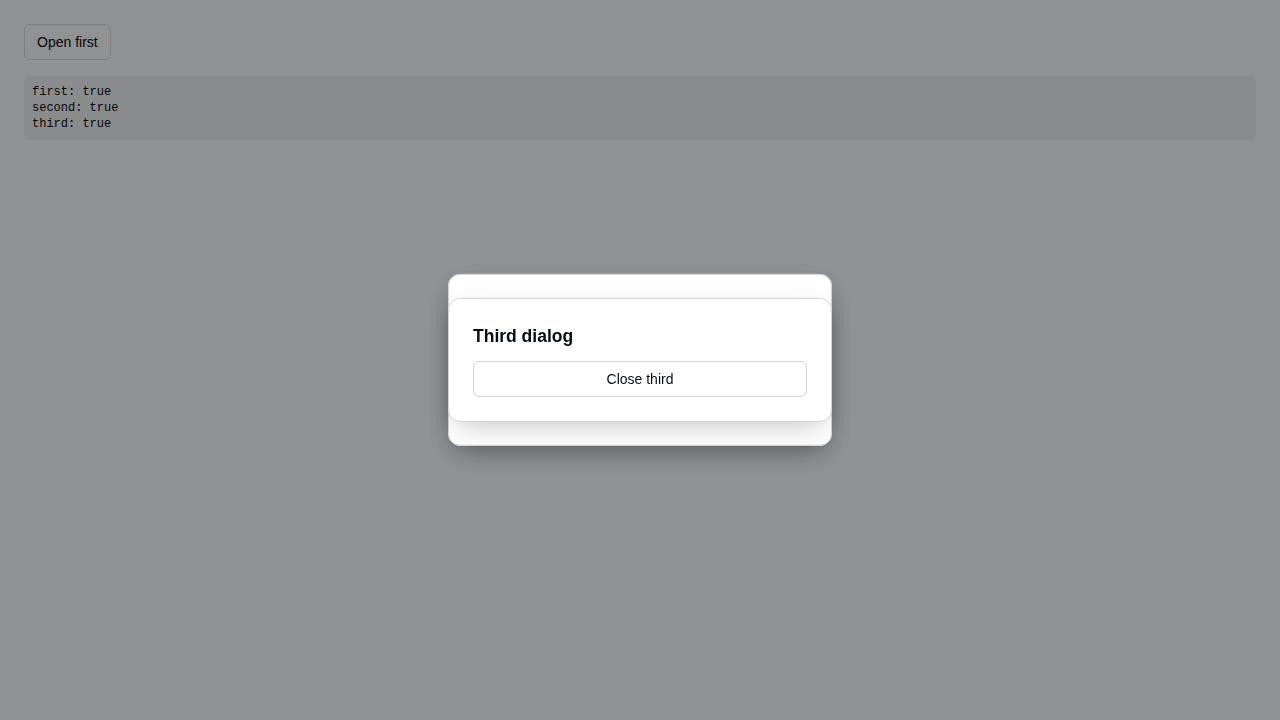 Open first
first: true
second: true
third: true
Third dialog
Close third